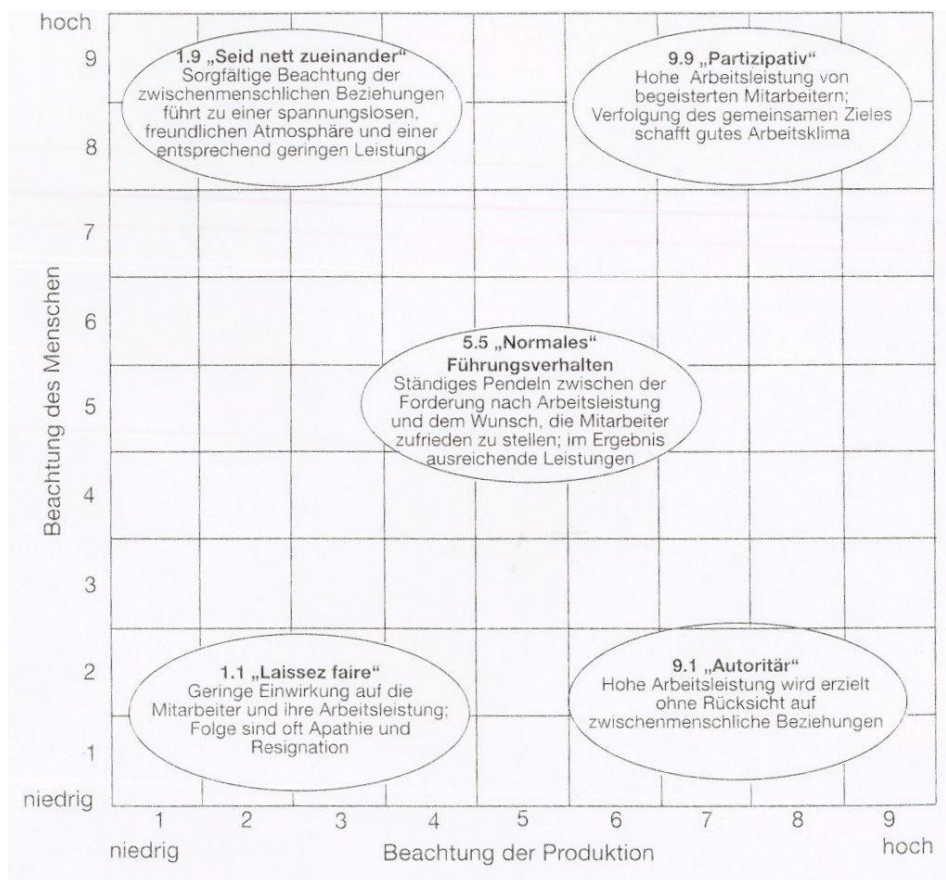 hoch
9
8
7
6
5
4
3
2
1
niedrig
Beachtung des Menschen
1.9 „Seid nett zueinander“
Sorgfältige Beachtung der
zwischenmenschlichen Beziehungen
führt zu einer spannungslosen,
freundlichen Atmosphäre und einer
entsprechend geringen Leistung
9.9 „Partizipativ“
Hohe Arbeitsleistung von
begeisterten Mitarbeitern;
Verfolgung des gemeinsamen Zieles
schafft gutes Arbeitsklima
5.5 „Normales“
Führungsverhalten
Ständiges Pendeln zwischen der
Forderung nach Arbeitsleistung
und dem Wunsch, die Mitarbeiter
zufrieden zu stellen; im Ergebnis
ausreichende Leistungen
1.1 „Laissez faire“
Geringe Einwirkung auf die
Mitarbeiter und ihre Arbeitsleistung;
Folge sind oft Apathie und
Resignation
9.1 „Autoritär“
Hohe Arbeitsleistung wird erzielt
ohne Rücksicht auf
zwischenmenschliche Beziehungen
1 2 3 4 5 6 7 8 9
niedrig
Beachtung der Produktion
hoch